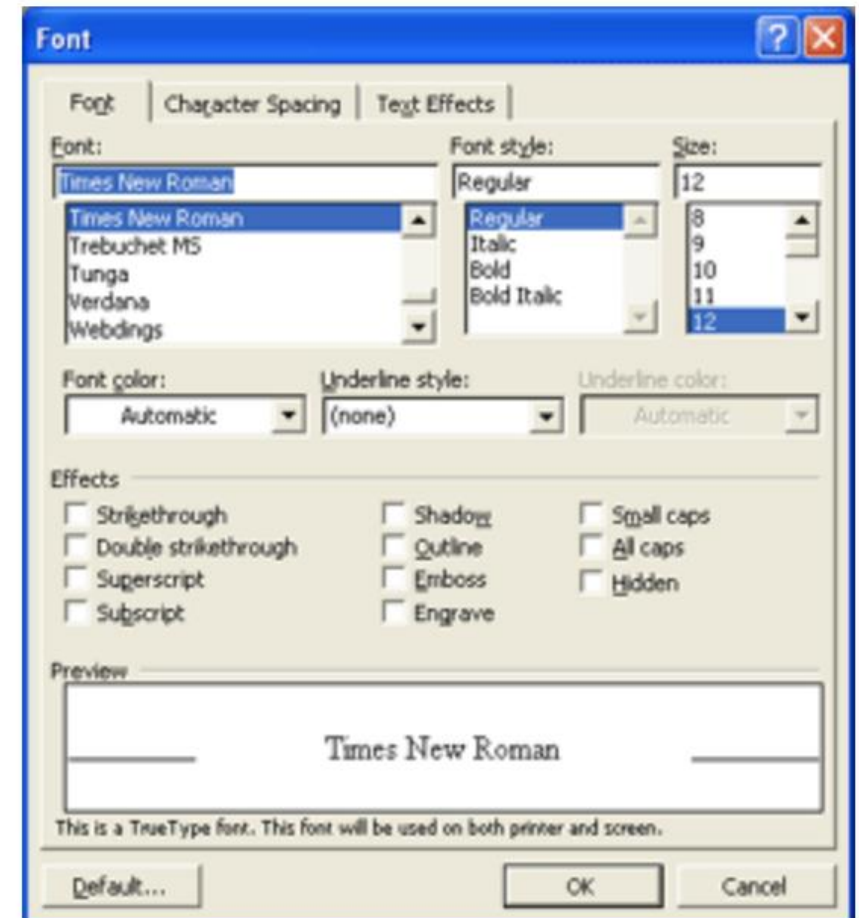 Font
Font Character Spacing Text Effects
Font: Font style: Size:
Times New Roman Regular 12
Times New Roman Regular 8
Trebuchet MS Italic 9
Tunga Bold 10
Verdana Bold Italic 11
Webdings 12
Font color: Underline style: Underline color:
Automatic (none) Automatic
Effects
Strikethrough Shadow Small caps
Double strikethrough Outline All caps
Superscript Emboss Hidden
Subscript Engrave
Preview
Times New Roman
This is a TrueType font. This font will be used on both printer and screen.
Default... OK Cancel